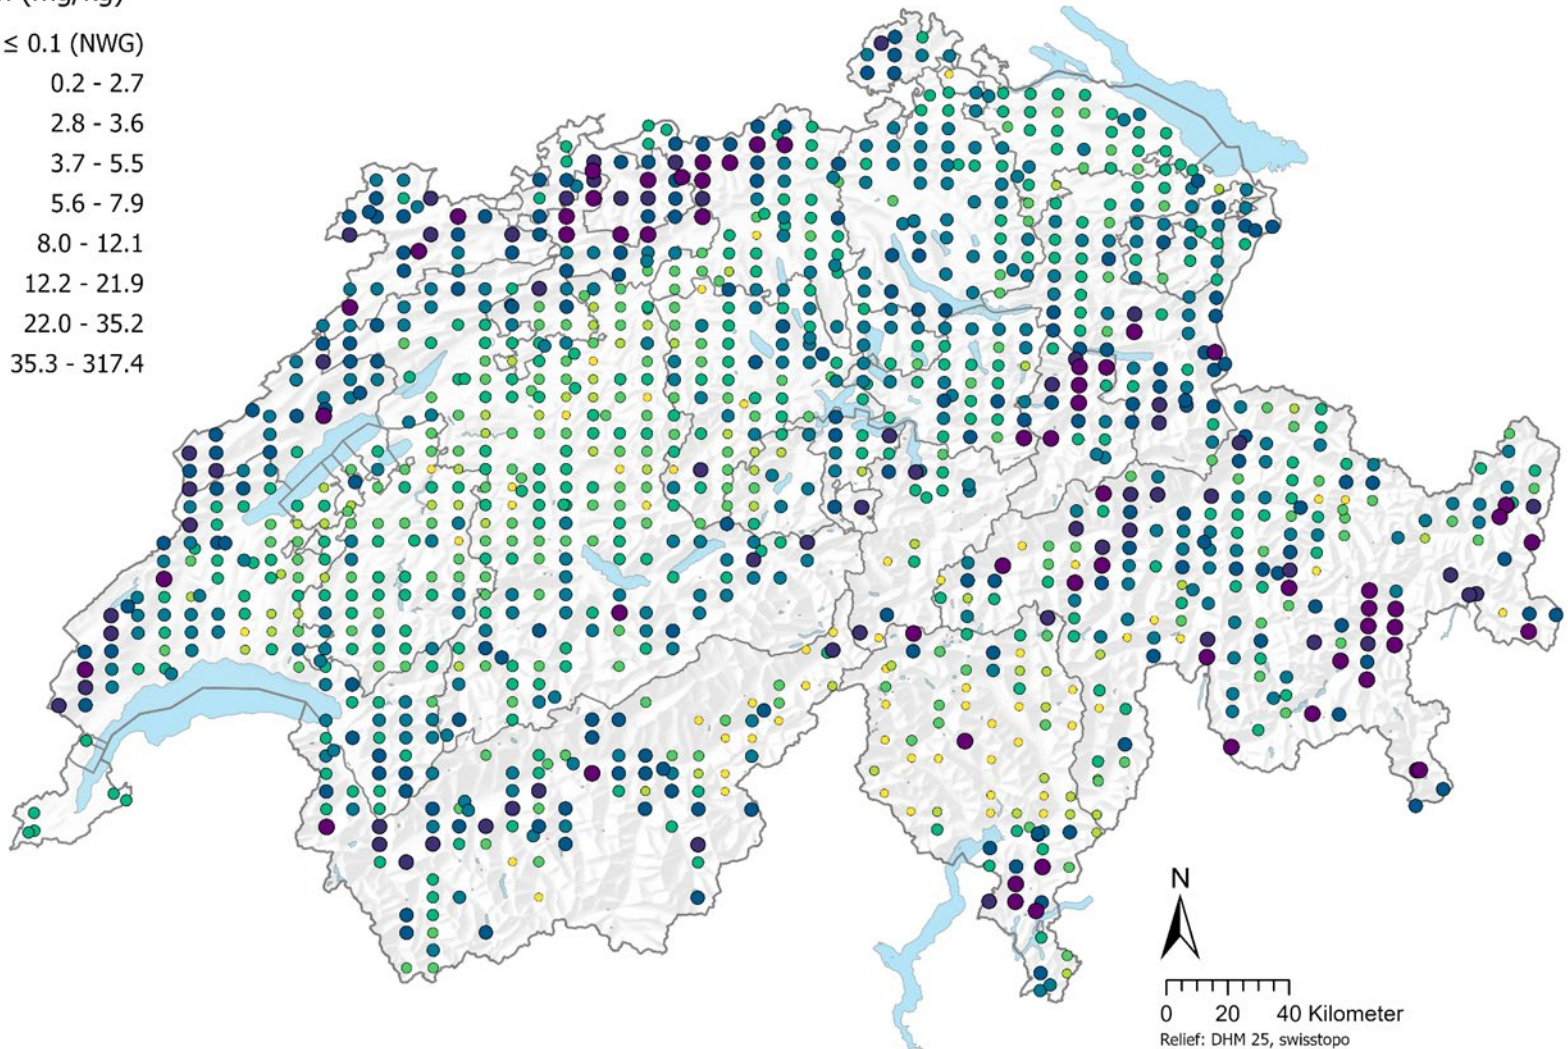 (mg/kg)
≤ 0.1 (NWG)
0.2 - 2.7
2.8 - 3.6
3.7 - 5.5
5.6 - 7.9
8.0 - 12.1
12.2 - 21.9
22.0 - 35.2
35.3 - 317.4
N
0 20 40 Kilometer
Relief: DHM 25, swisstopo